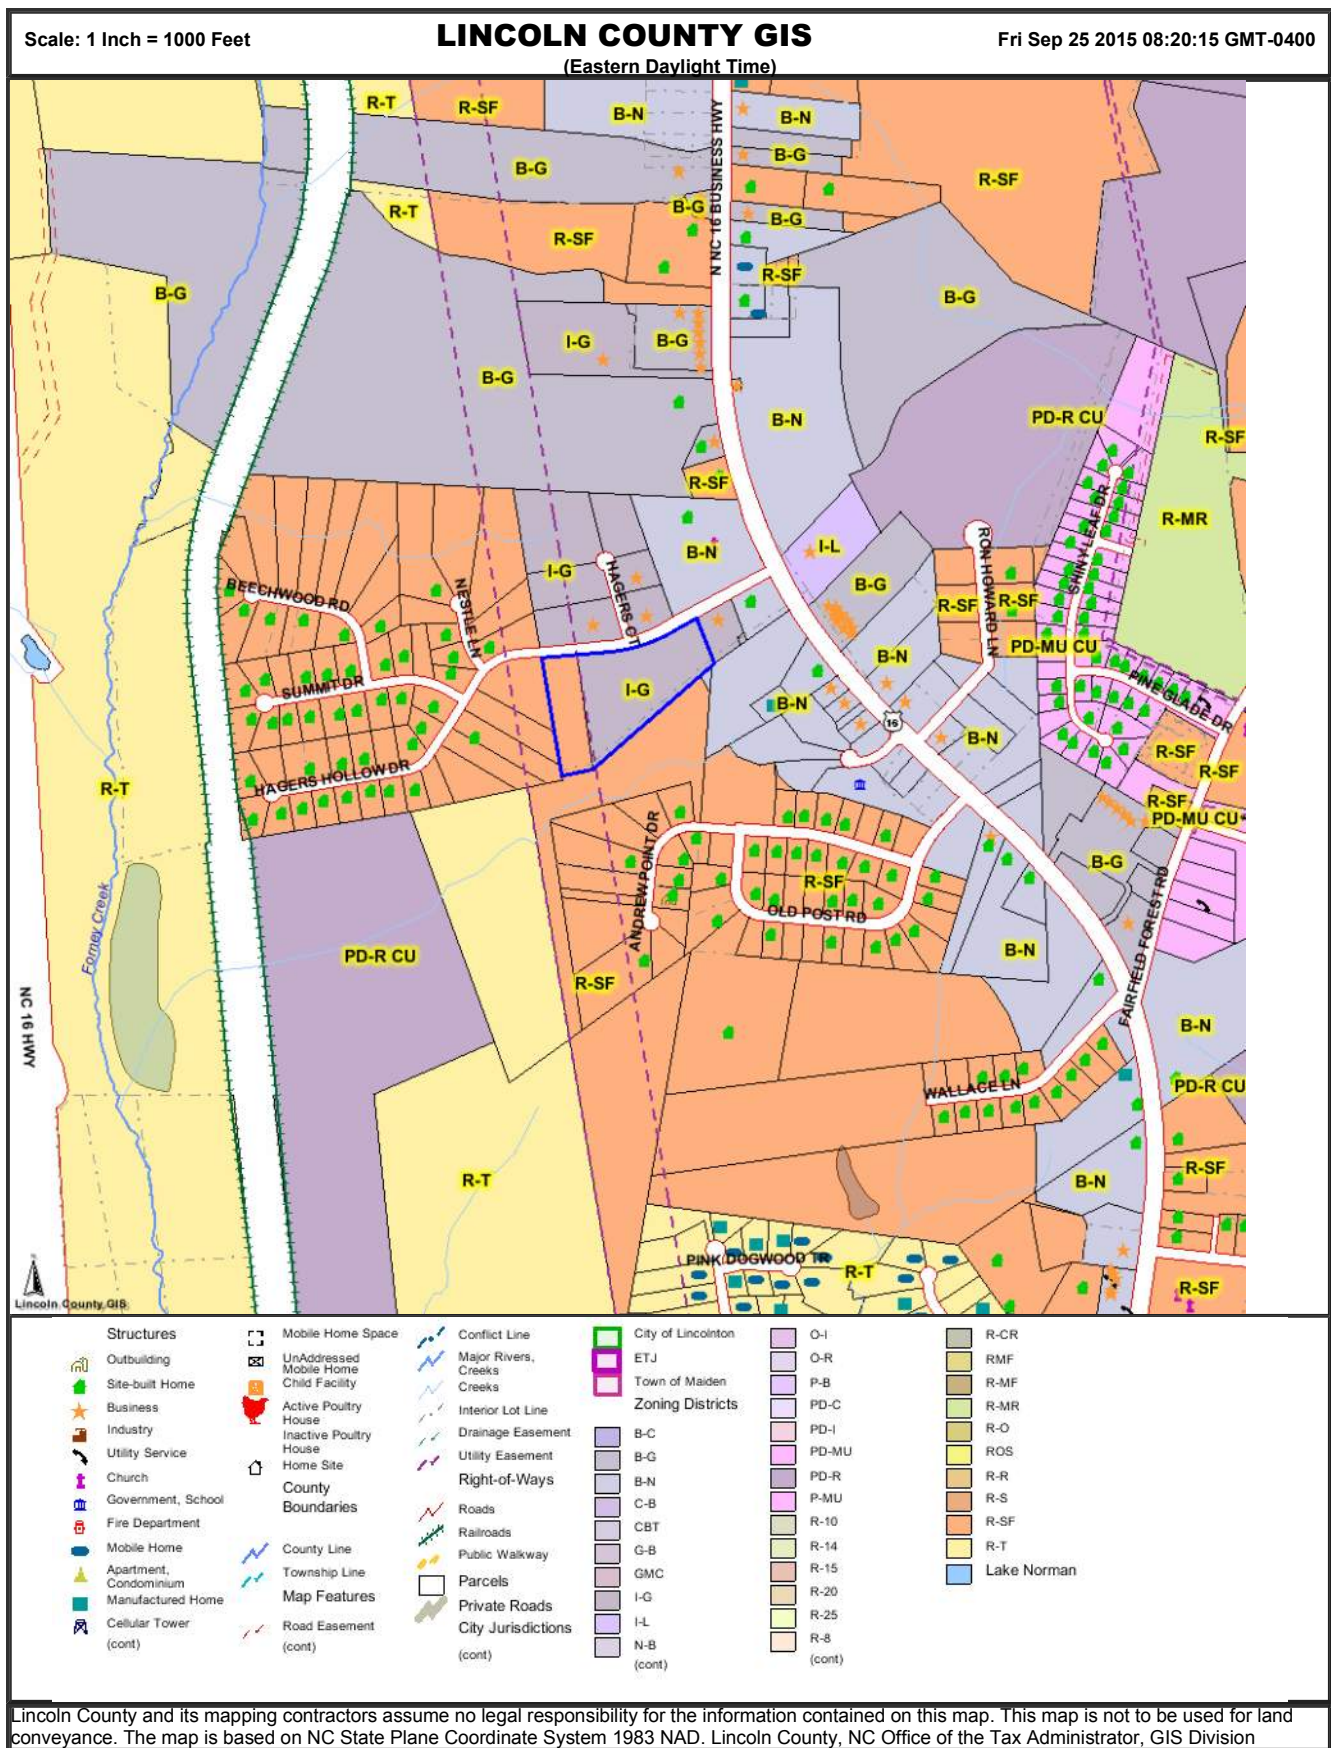 Scale: 1 Inch = 1000 Feet
LINCOLN COUNTY GIS
Fri Sep 25 2015 08:20:15 GMT-0400
(Eastern Daylight Time)
R-T
R-SF
B-N
B-N
B-G
B-G
R-SF
R-T
B-G
B-G
R-SF
N NC 16 BUSINESS HWY
R-SF
B-G
B-G
I-G
B-G
B-G
B-N
PD-R CU
R-SF
R-SF
R-MR
I-L
B-N
I-G
B-G
HAGERS CT
NESTLE LN
BEECHWOOD RD
RON HOWARD LN
SHINYLEAF DR
R-SF
R-SF
PD-MU CU
B-N
I-G
SUMMIT DR
PINE GLADE DR
B-N
16
B-N
R-SF
R-SF
HAGERS HOLLOW DR
R-T
R-SF
PD-MU CU
ANDREW POINT DR
B-G
R-SF
OLD POST RD
FAIRFIELD FOREST RD
Forney Creek
PD-R CU
R-SF
B-N
NC 16 HWY
B-N
WALLACE LN
PD-R CU
R-T
B-N
R-SF
PINK DOGWOOD TR
R-T
R-SF
Lincoln County GIS
Structures
Outbuilding
Site-built Home
Business
Industry
Utility Service
Church
Government, School
Fire Department
Mobile Home
Apartment,
Condominium
Manufactured Home
Cellular Tower
(cont)
Mobile Home Space
UnAddressed
Mobile Home
Child Facility
Active Poultry
House
Inactive Poultry
House
Home Site
County
Boundaries
County Line
Township Line
Map Features
Road Easement
(cont)
Conflict Line
Major Rivers,
Creeks
Creeks
Interior Lot Line
Drainage Easement
Utility Easement
Right-of-Ways
Roads
Railroads
Public Walkway
Parcels
Private Roads
City Jurisdictions
(cont)
City of Lincolnton
ETJ
Town of Maiden
Zoning Districts
B-C
B-G
B-N
C-B
CBT
G-B
GMC
I-G
I-L
N-B
(cont)
O-I
O-R
P-B
PD-C
PD-I
PD-MU
PD-R
P-MU
R-10
R-14
R-15
R-20
R-25
R-8
(cont)
R-CR
RMF
R-MF
R-MR
R-O
ROS
R-R
R-S
R-SF
R-T
Lake Norman
Lincoln County and its mapping contractors assume no legal responsibility for the information contained on this map. This map is not to be used for land
conveyance. The map is based on NC State Plane Coordinate System 1983 NAD. Lincoln County, NC Office of the Tax Administrator, GIS Division